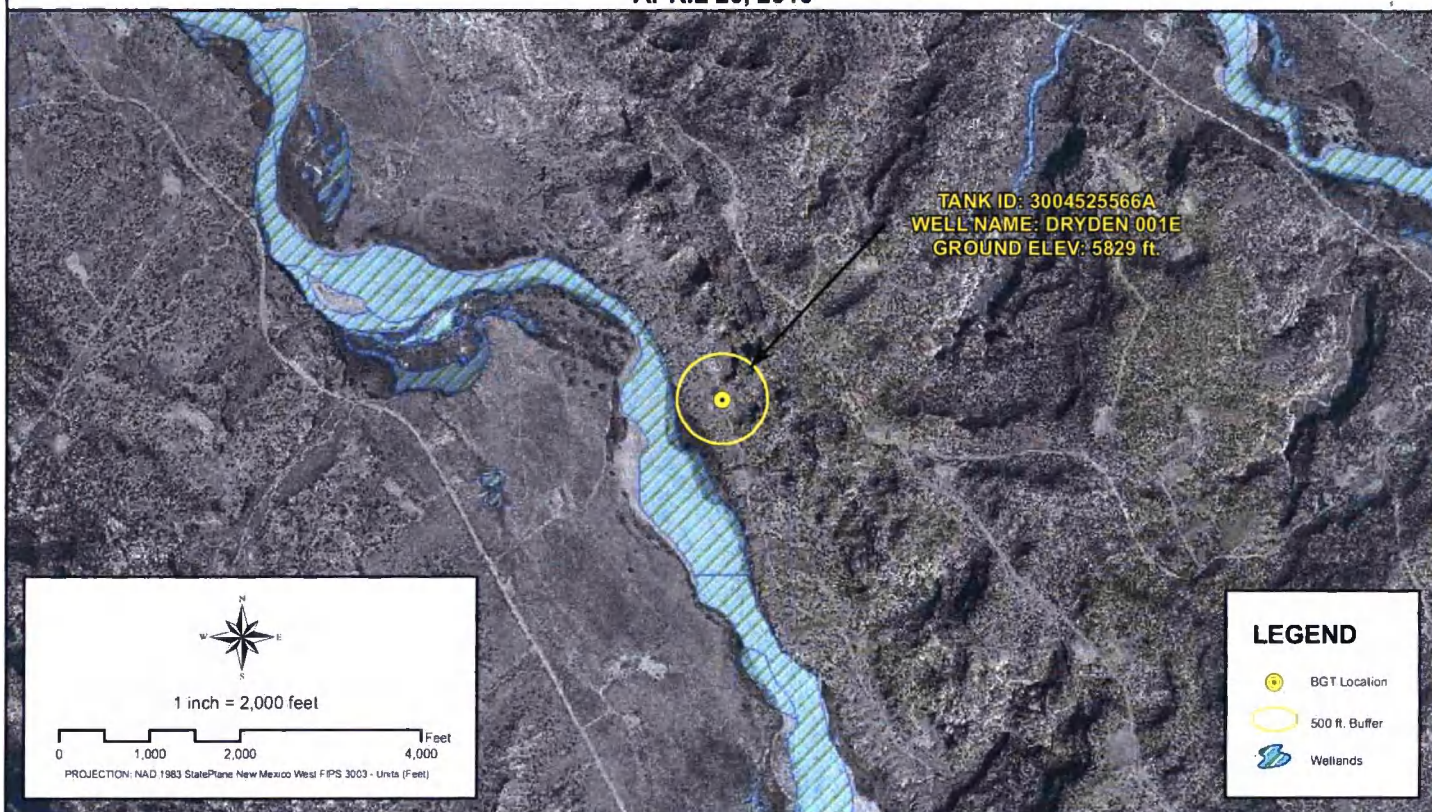 TANK ID: 3004525566A
WELL NAME: DRYDEN 001E
GROUND ELEV: 5829 ft.
N
W E
S
1 inch = 2,000 feet
0 1,000 2,000 4,000 Feet
PROJECTION: NAD 1983 StatePlane New Mexico West FIPS 3003 - Units (Feet)
LEGEND
BGT Location
500 ft. Buffer
Wetlands